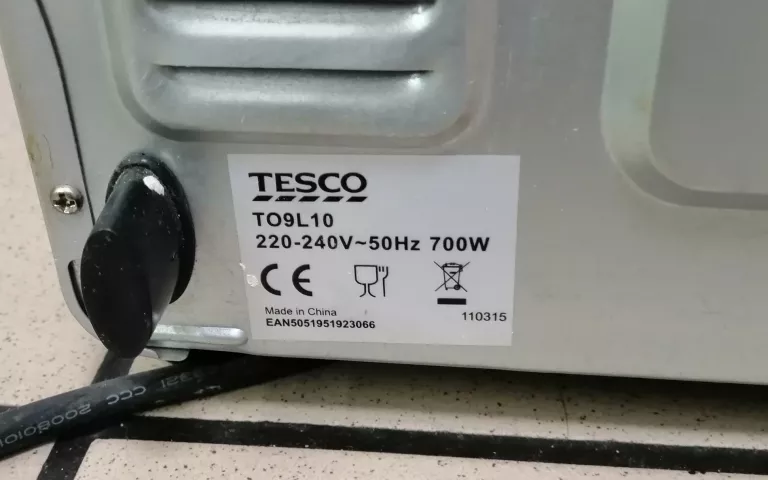 TESCO
TO9L10
220-240V~50Hz 700W
CE
Made in China
110315
EAN5051951923066